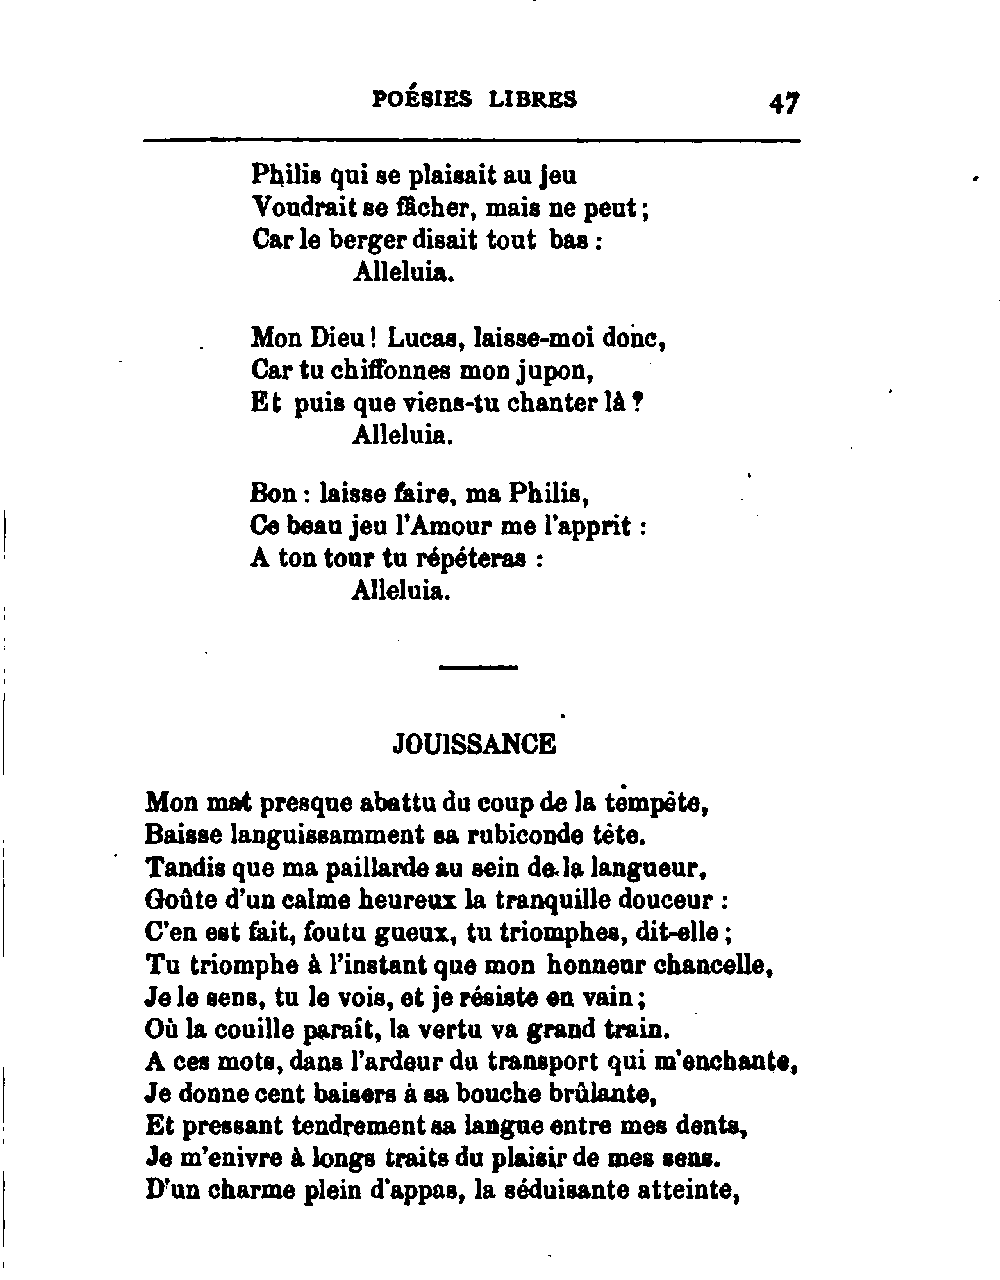 POÉSIES LIBRES 47
Philis qui se plaisait au jeu
Voudrait se fâcher, mais ne peut ;
Car le berger disait tout bas :
Alleluia.
Mon Dieu ! Lucas, laisse-moi donc,
Car tu chiffonnes mon jupon,
Et puis que viens-tu chanter là ?
Alleluia.
Bon : laisse faire, ma Philis,
Ce beau jeu l'Amour me l'apprit :
A ton tour tu répéteras :
Alleluia.
JOUISSANCE
Mon mat presque abattu du coup de la tempête,
Baisse languissamment sa rubiconde tête.
Tandis que ma paillarde au sein de la langueur,
Goûte d'un calme heureux la tranquille douceur :
C'en est fait, foutu gueux, tu triomphes, dit-elle ;
Tu triomphe à l'instant que mon honneur chancelle,
Je le sens, tu le vois, et je résiste en vain ;
Où la couille paraît, la vertu va grand train.
A ces mots, dans l'ardeur du transport qui m'enchante,
Je donne cent baisers à sa bouche brûlante,
Et pressant tendrement sa langue entre mes dents,
Je m'enivre à longs traits du plaisir de mes sens.
D'un charme plein d'appas, la séduisante atteinte,